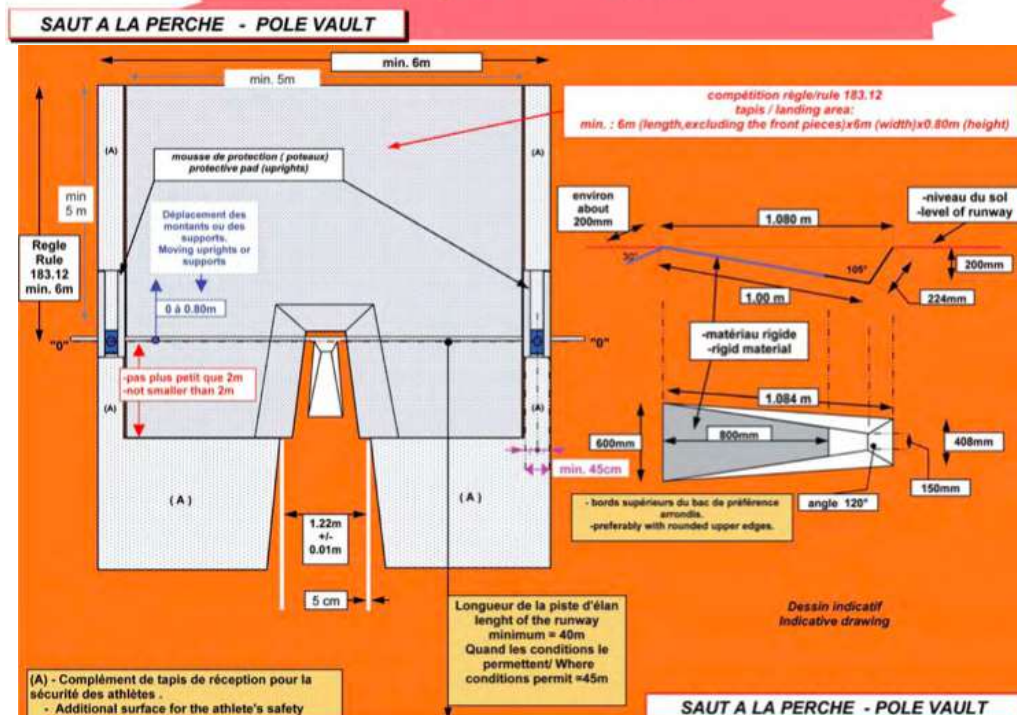 SAUT A LA PERCHE - POLE VAULT
min. 6m
min. 5m
compétition règle/rule 183.12
tapis / landing area:
min. : 6m (length,excluding the front pieces)x6m (width)x0.80m (height)
(A)
(A)
mousse de protection ( poteaux)
protective pad (uprights)
min
5 m
Regle
Rule
183.12
min. 6m
Déplacement des
montants ou des
supports.
Moving uprights or
supports
0 à 0.80m
"0"
"0"
-pas plus petit que 2m
-not smaller than 2m
(A)
(A)
min. 45cm
( A )
( A )
1.22m
+/-
0.01m
5 cm
environ
about
200mm
1.080 m
-niveau du sol
-level of runway
30°
105°
200mm
1.00 m
224mm
-matériau rigide
-rigid material
1.084 m
600mm
800mm
408mm
150mm
angle 120°
- bords supérieurs du bac de préférence
arrondis.
-preferably with rounded upper edges.
Longueur de la piste d'élan
lenght of the runway
minimum = 40m
Quand les conditions le
permettent/ Where
conditions permit =45m
Dessin indicatif
Indicative drawing
(A) - Complément de tapis de réception pour la
sécurité des athlètes .
- Additional surface for the athlete's safety
SAUT A LA PERCHE - POLE VAULT